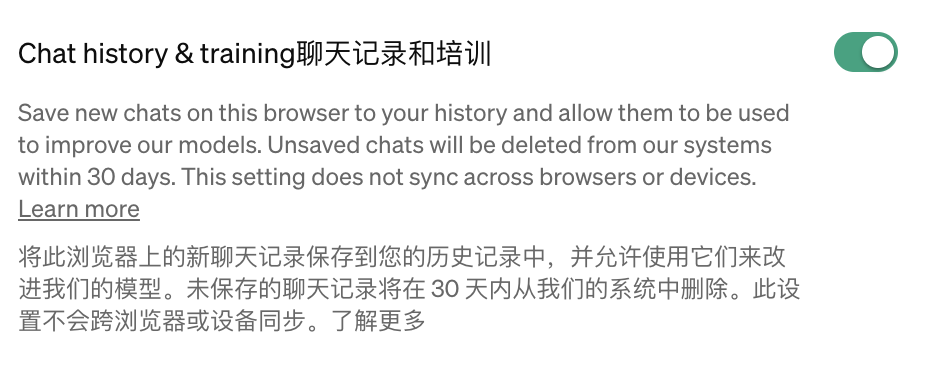 Chat history & training聊天记录和培训
Save new chats on this browser to your history and allow them to be used
to improve our models. Unsaved chats will be deleted from our systems
within 30 days. This setting does not sync across browsers or devices.
Learn more
将此浏览器上的新聊天记录保存到您的历史记录中，并允许使用它们来改
进我们的模型。未保存的聊天记录将在 30 天内从我们的系统中删除。此设
置不会跨浏览器或设备同步。了解更多